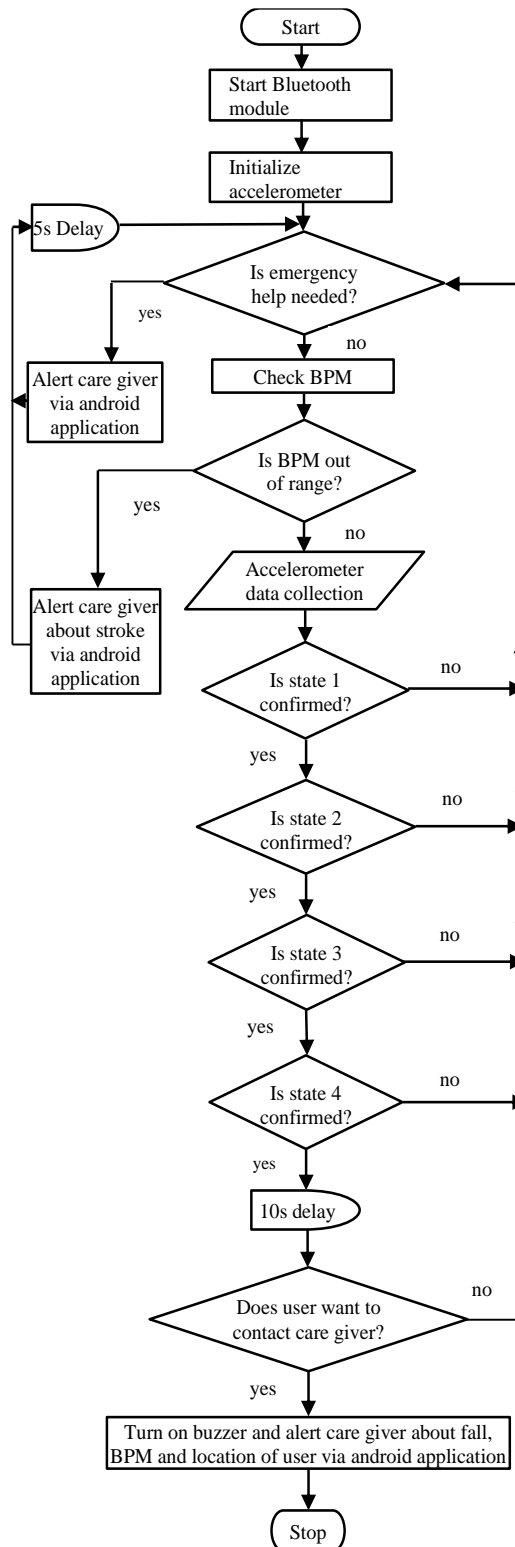 Start
Start Bluetooth
module
Initialize
accelerometer
5s Delay
Is emergency
help needed?
yes
no
Alert care giver
via android
application
Check BPM
Is BPM out
of range?
yes
no
Accelerometer
data collection
Alert care giver
about stroke
via android
application
Is state 1
confirmed?
no
yes
Is state 2
confirmed?
no
yes
Is state 3
confirmed?
no
yes
Is state 4
confirmed?
no
yes
10s delay
Does user want to
contact care giver?
no
yes
Turn on buzzer and alert care giver about fall,
BPM and location of user via android application
Stop